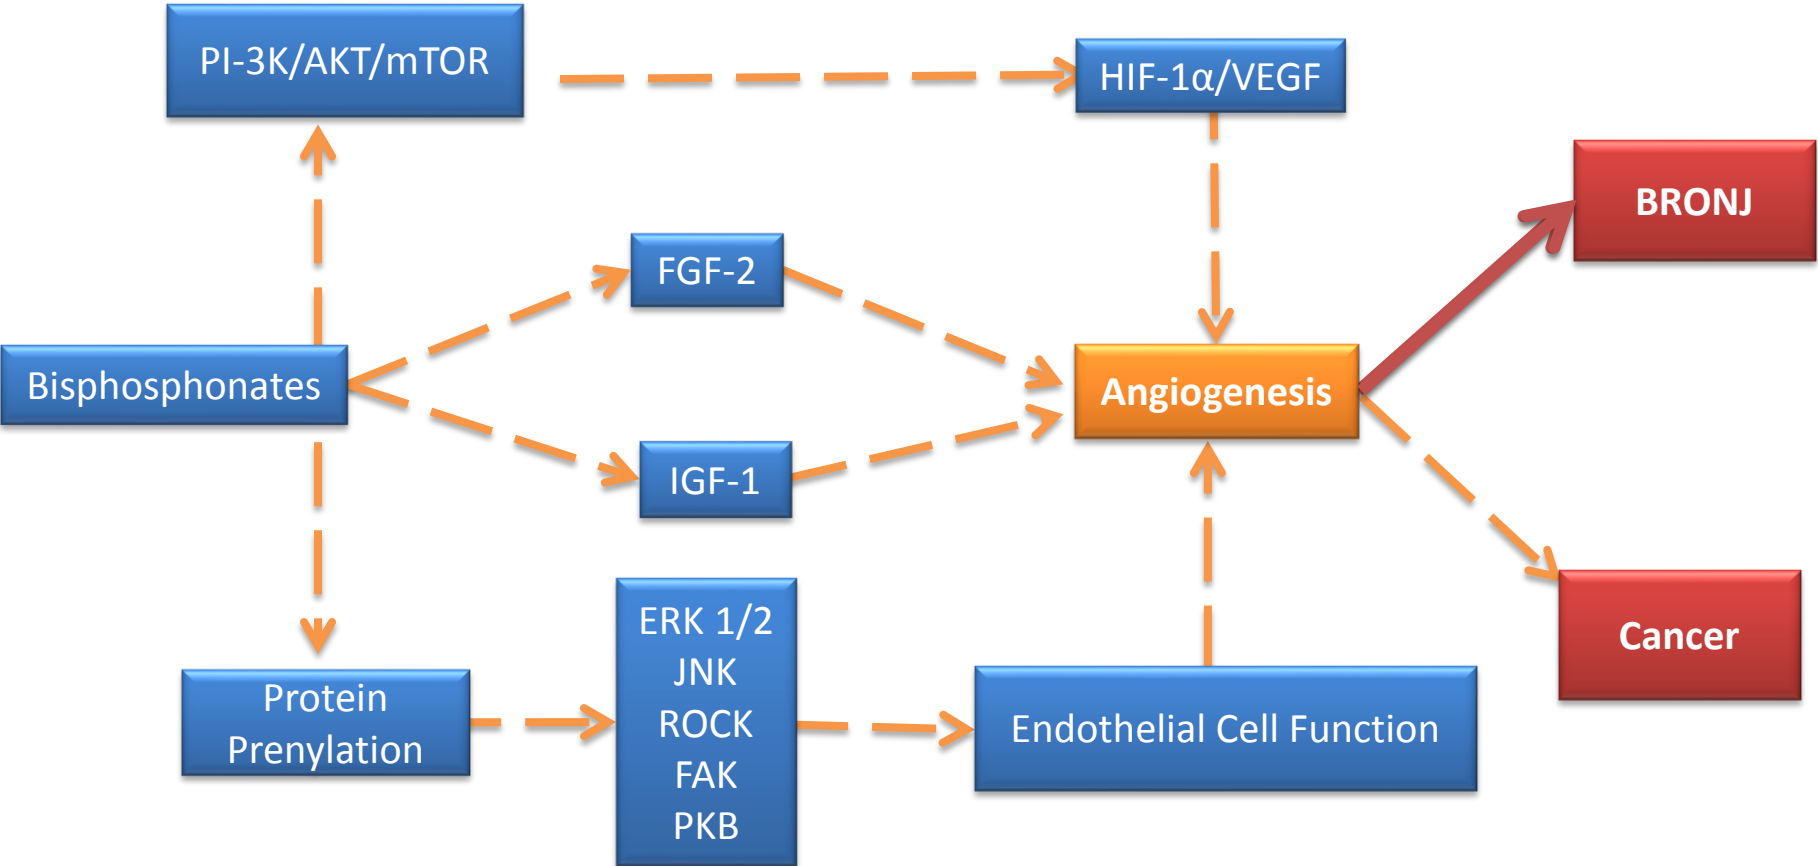 PI-3K/AKT/mTOR
HIF-1α/VEGF
BRONJ
FGF-2
Bisphosphonates
Angiogenesis
IGF-1
ERK 1/2
JNK
ROCK
FAK
PKB
Cancer
Protein
Prenylation
Endothelial Cell Function